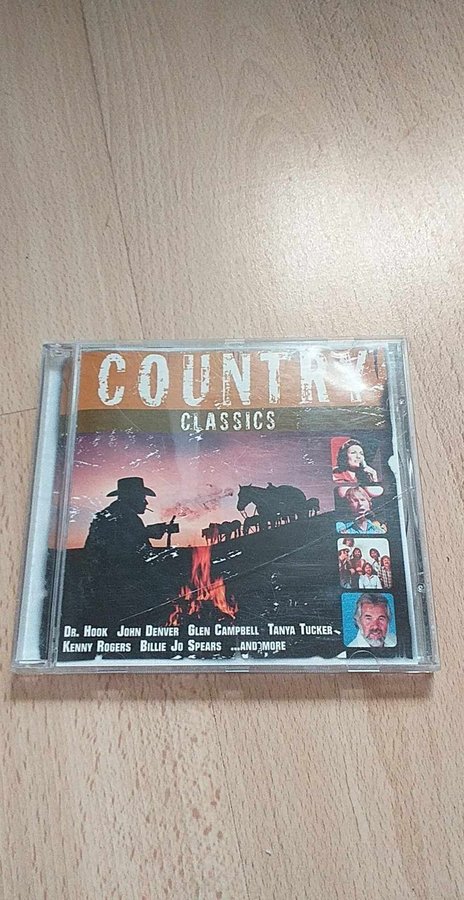 COUNTRY
CLASSICS
DR. HOOK JOHN DENVER GLEN CAMPBELL TANYA TUCKER
KENNY ROGERS BILLIE JO SPEARS ...AND MORE